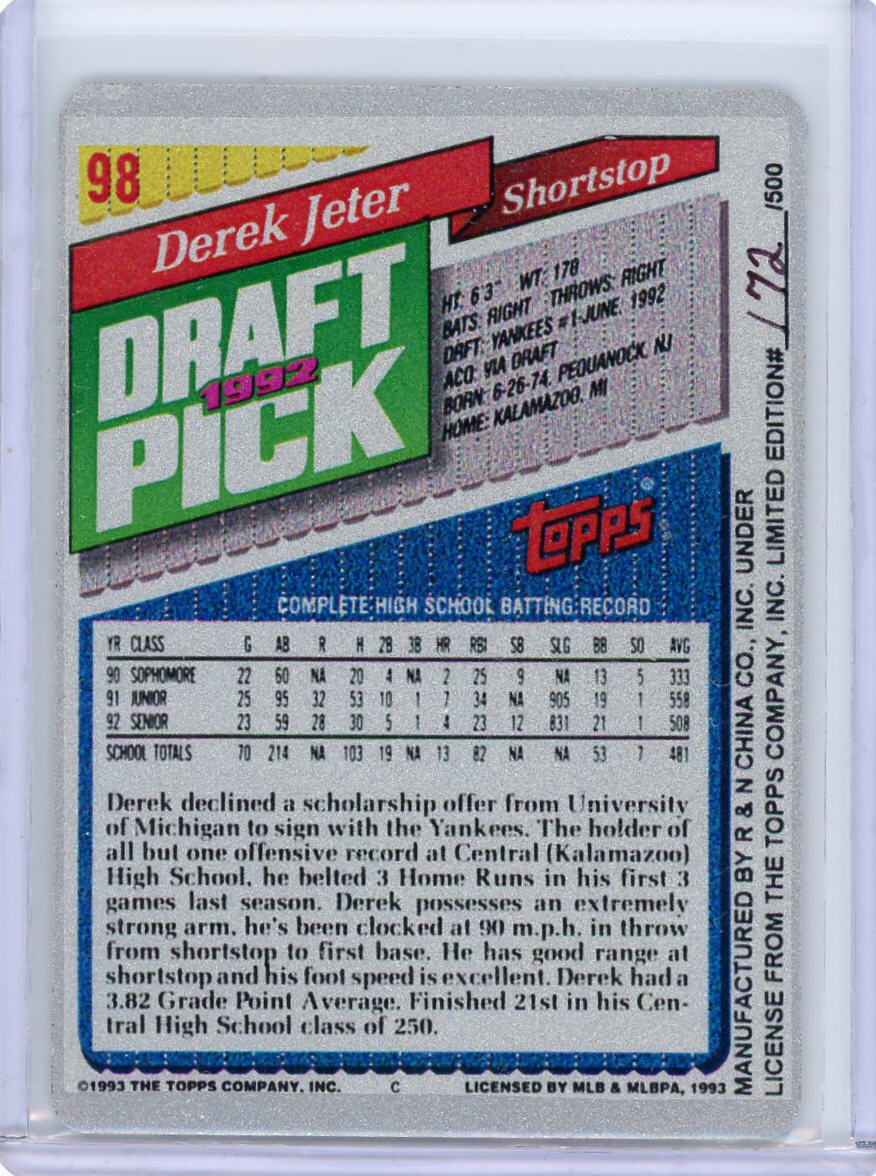 98
Derek Jeter
Shortstop
DRAFT
1992
PICK
HT: 6'3" WT: 178
BATS: RIGHT THROWS: RIGHT
DRFT: YANKEES #1-JUNE, 1992
ACQ: VIA DRAFT
BORN: 6-26-74, PEQUANOCK, NJ
HOME: KALAMAZOO, MI
topps
COMPLETE HIGH SCHOOL BATTING RECORD
YR CLASS G AB R H 2B 3B HR RBI SB SLG BB SO AVG
90 SOPHOMORE 22 60 NA 20 4 NA 2 25 9 NA 13 5 333
91 JUNIOR 25 95 32 53 10 1 7 34 NA 905 19 1 558
92 SENIOR 23 59 28 30 5 1 4 23 12 831 21 1 508
SCHOOL TOTALS 70 214 NA 103 19 NA 13 82 NA NA 53 7 481
Derek declined a scholarship offer from University
of Michigan to sign with the Yankees. The holder of
all but one offensive record at Central (Kalamazoo)
High School, he belted 3 Home Runs in his first 3
games last season. Derek possesses an extremely
strong arm, he's been clocked at 90 m.p.h. in throw
from shortstop to first base. He has good range at
shortstop and his foot speed is excellent. Derek had a
3.82 Grade Point Average. Finished 21st in his Cen-
tral High School class of 250.
©1993 THE TOPPS COMPANY, INC. C LICENSED BY MLB & MLBPA, 1993
MANUFACTURED BY R & N CHINA CO., INC. UNDER
LICENSE FROM THE TOPPS COMPANY, INC. LIMITED EDITION# 172 /500